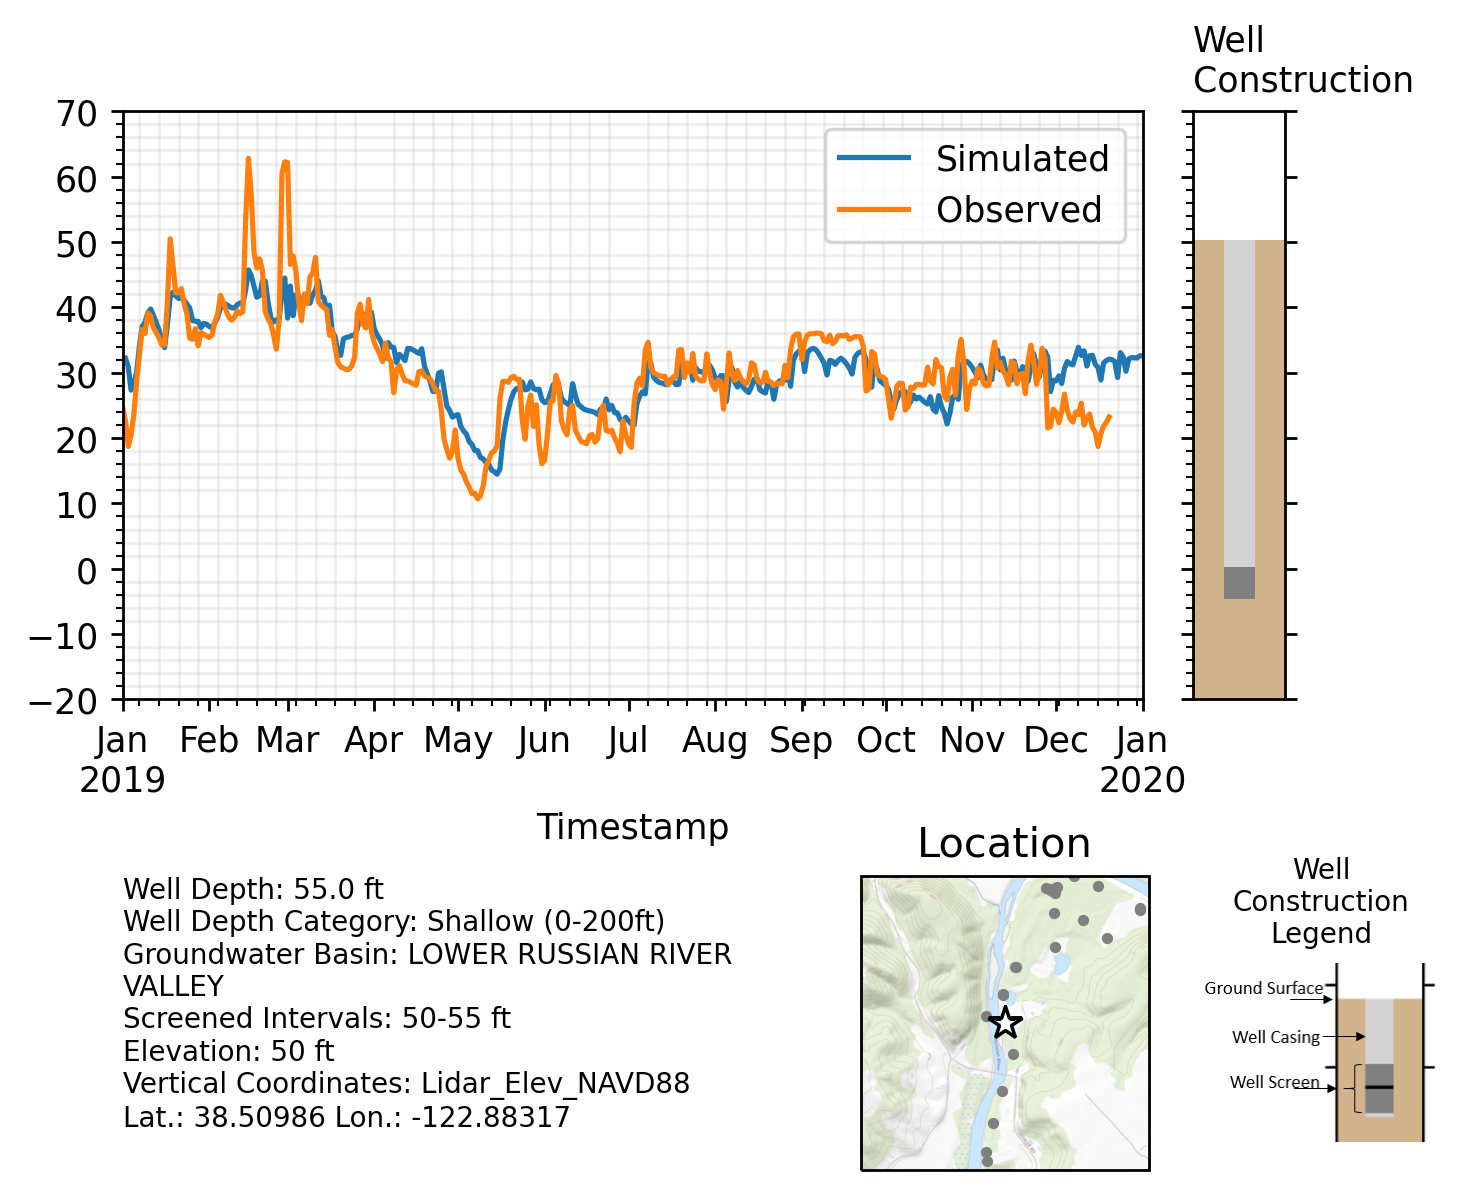 Well
Construction
70
60
50
40
30
20
10
0
−10
−20
Simulated
Observed
Jan
2019
Feb
Mar
Apr
May
Jun
Jul
Aug
Sep
Oct
Nov
Dec
Jan
2020
Timestamp
Well Depth: 55.0 ft
Well Depth Category: Shallow (0-200ft)
Groundwater Basin: LOWER RUSSIAN RIVER
VALLEY
Screened Intervals: 50-55 ft
Elevation: 50 ft
Vertical Coordinates: Lidar_Elev_NAVD88
Lat.: 38.50986 Lon.: -122.88317
Location
Well
Construction
Legend
Ground Surface
Well Casing
Well Screen